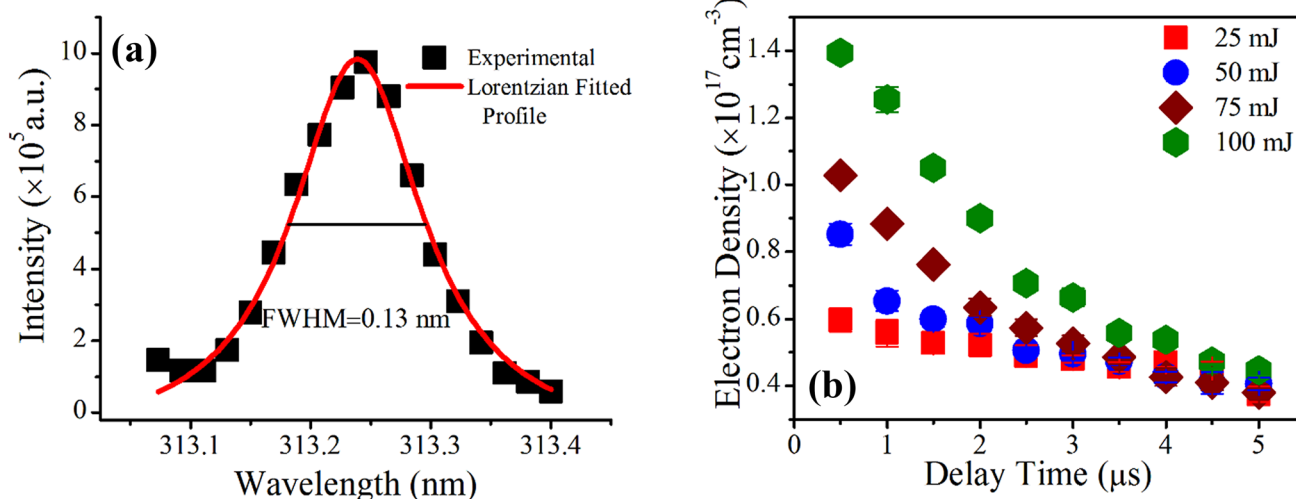 (a)
Intensity (×10⁵ a.u.)
10
8
6
4
2
0
Experimental
Lorentzian Fitted
Profile
FWHM=0.13 nm
313.1 313.2 313.3 313.4
Wavelength (nm)
(b)
Electron Density (×10¹⁷cm⁻³)
1.4
1.2
1.0
0.8
0.6
0.4
25 mJ
50 mJ
75 mJ
100 mJ
0 1 2 3 4 5
Delay Time (μs)